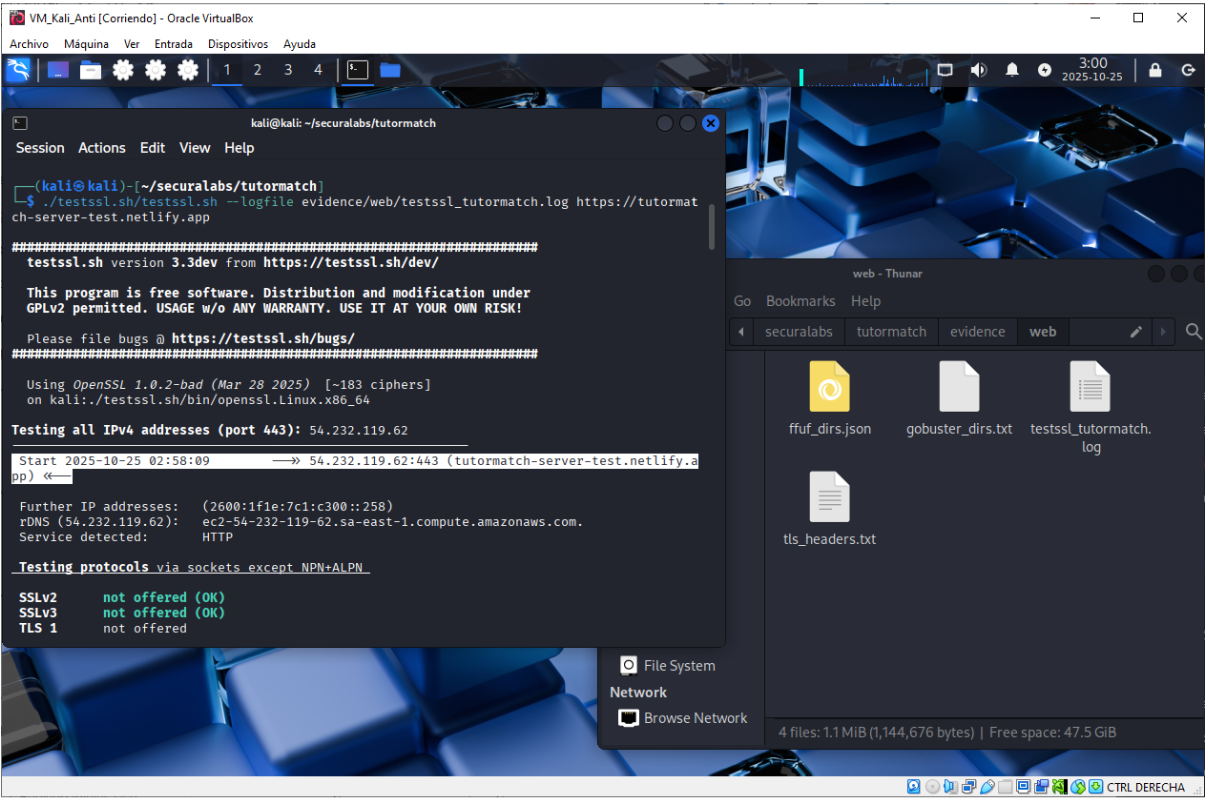 VM_Kali_Anti [Corriendo] - Oracle VirtualBox
Archivo Máquina Ver Entrada Dispositivos Ayuda
1 2 3 4
3:00
2025-10-25
kali@kali: ~/securalabs/tutormatch
Session Actions Edit View Help
┌──(kali㉿kali)-[~/securalabs/tutormatch]
└─$ ./testssl.sh/testssl.sh --logfile evidence/web/testssl_tutormatch.log https://tutormat
ch-server-test.netlify.app
#####################################################################
testssl.sh version 3.3dev from https://testssl.sh/dev/
This program is free software. Distribution and modification under
GPLv2 permitted. USAGE w/o ANY WARRANTY. USE IT AT YOUR OWN RISK!
Please file bugs @ https://testssl.sh/bugs/
#####################################################################
Using OpenSSL 1.0.2-bad (Mar 28 2025) [~183 ciphers]
on kali:./testssl.sh/bin/openssl.Linux.x86_64
Testing all IPv4 addresses (port 443): 54.232.119.62
Start 2025-10-25 02:58:09 -->> 54.232.119.62:443 (tutormatch-server-test.netlify.a
pp) <<--
Further IP addresses: (2600:1f1e:7c1:c300::258)
rDNS (54.232.119.62): ec2-54-232-119-62.sa-east-1.compute.amazonaws.com.
Service detected: HTTP
Testing protocols via sockets except NPN+ALPN
SSLv2 not offered (OK)
SSLv3 not offered (OK)
TLS 1 not offered
web - Thunar
Go Bookmarks Help
securalabs tutormatch evidence web
ffuf_dirs.json
gobuster_dirs.txt
testssl_tutormatch.
log
tls_headers.txt
File System
Network
Browse Network
4 files: 1.1 MiB (1,144,676 bytes) | Free space: 47.5 GiB
CTRL DERECHA